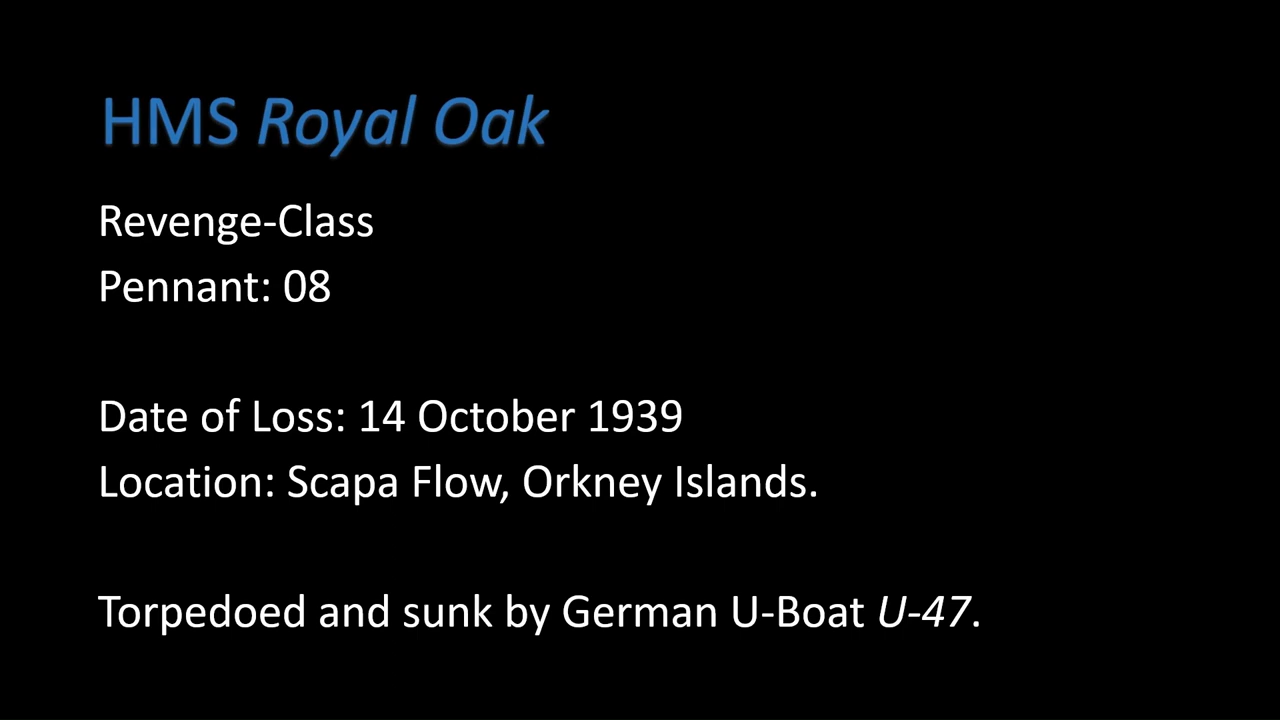 HMS Royal Oak
Revenge-Class
Pennant: 08
Date of Loss: 14 October 1939
Location: Scapa Flow, Orkney Islands.
Torpedoed and sunk by German U-Boat U-47.